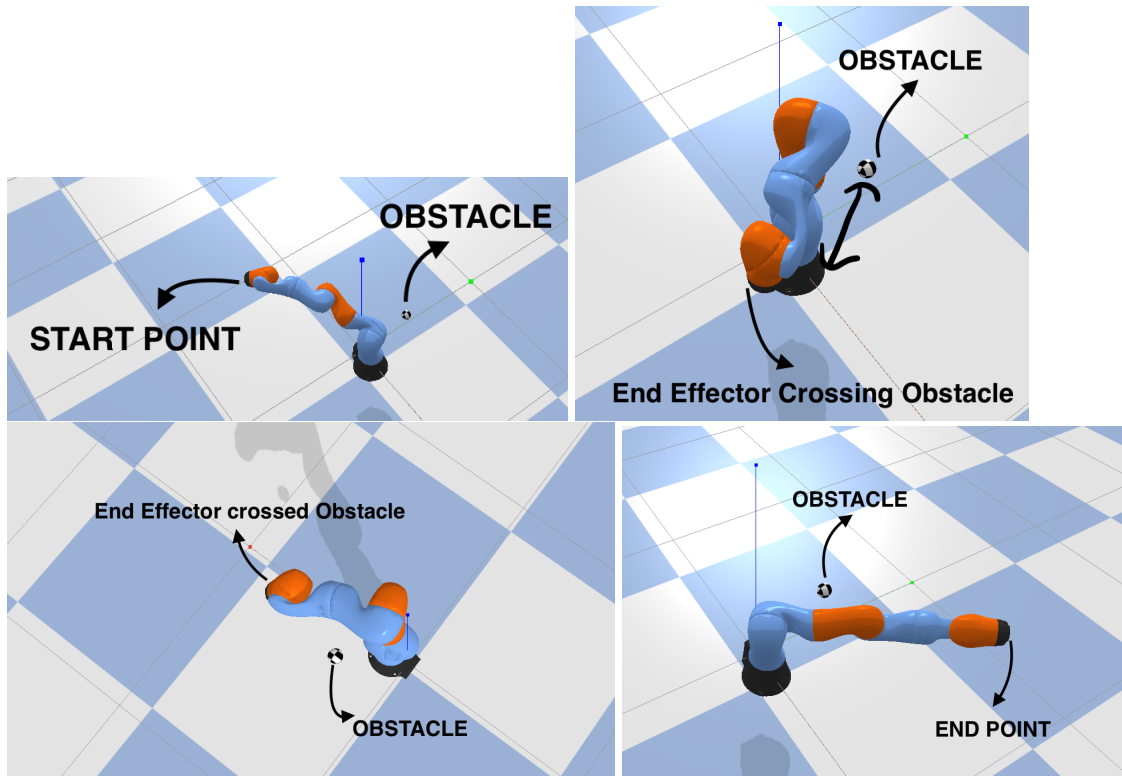 OBSTACLE
START POINT
OBSTACLE
End Effector Crossing Obstacle
End Effector crossed Obstacle
OBSTACLE
OBSTACLE
END POINT